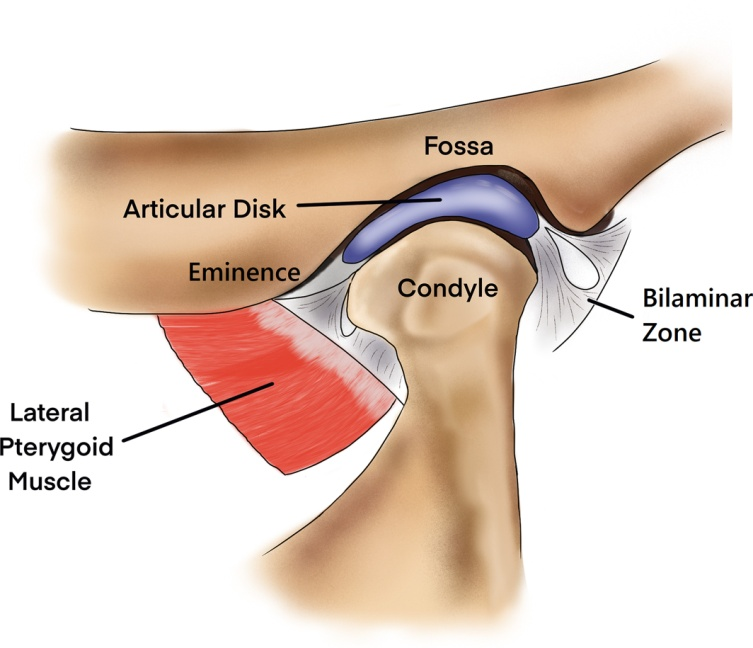 Fossa
Articular Disk
Eminence
Condyle
Bilaminar
Zone
Lateral
Pterygoid
Muscle